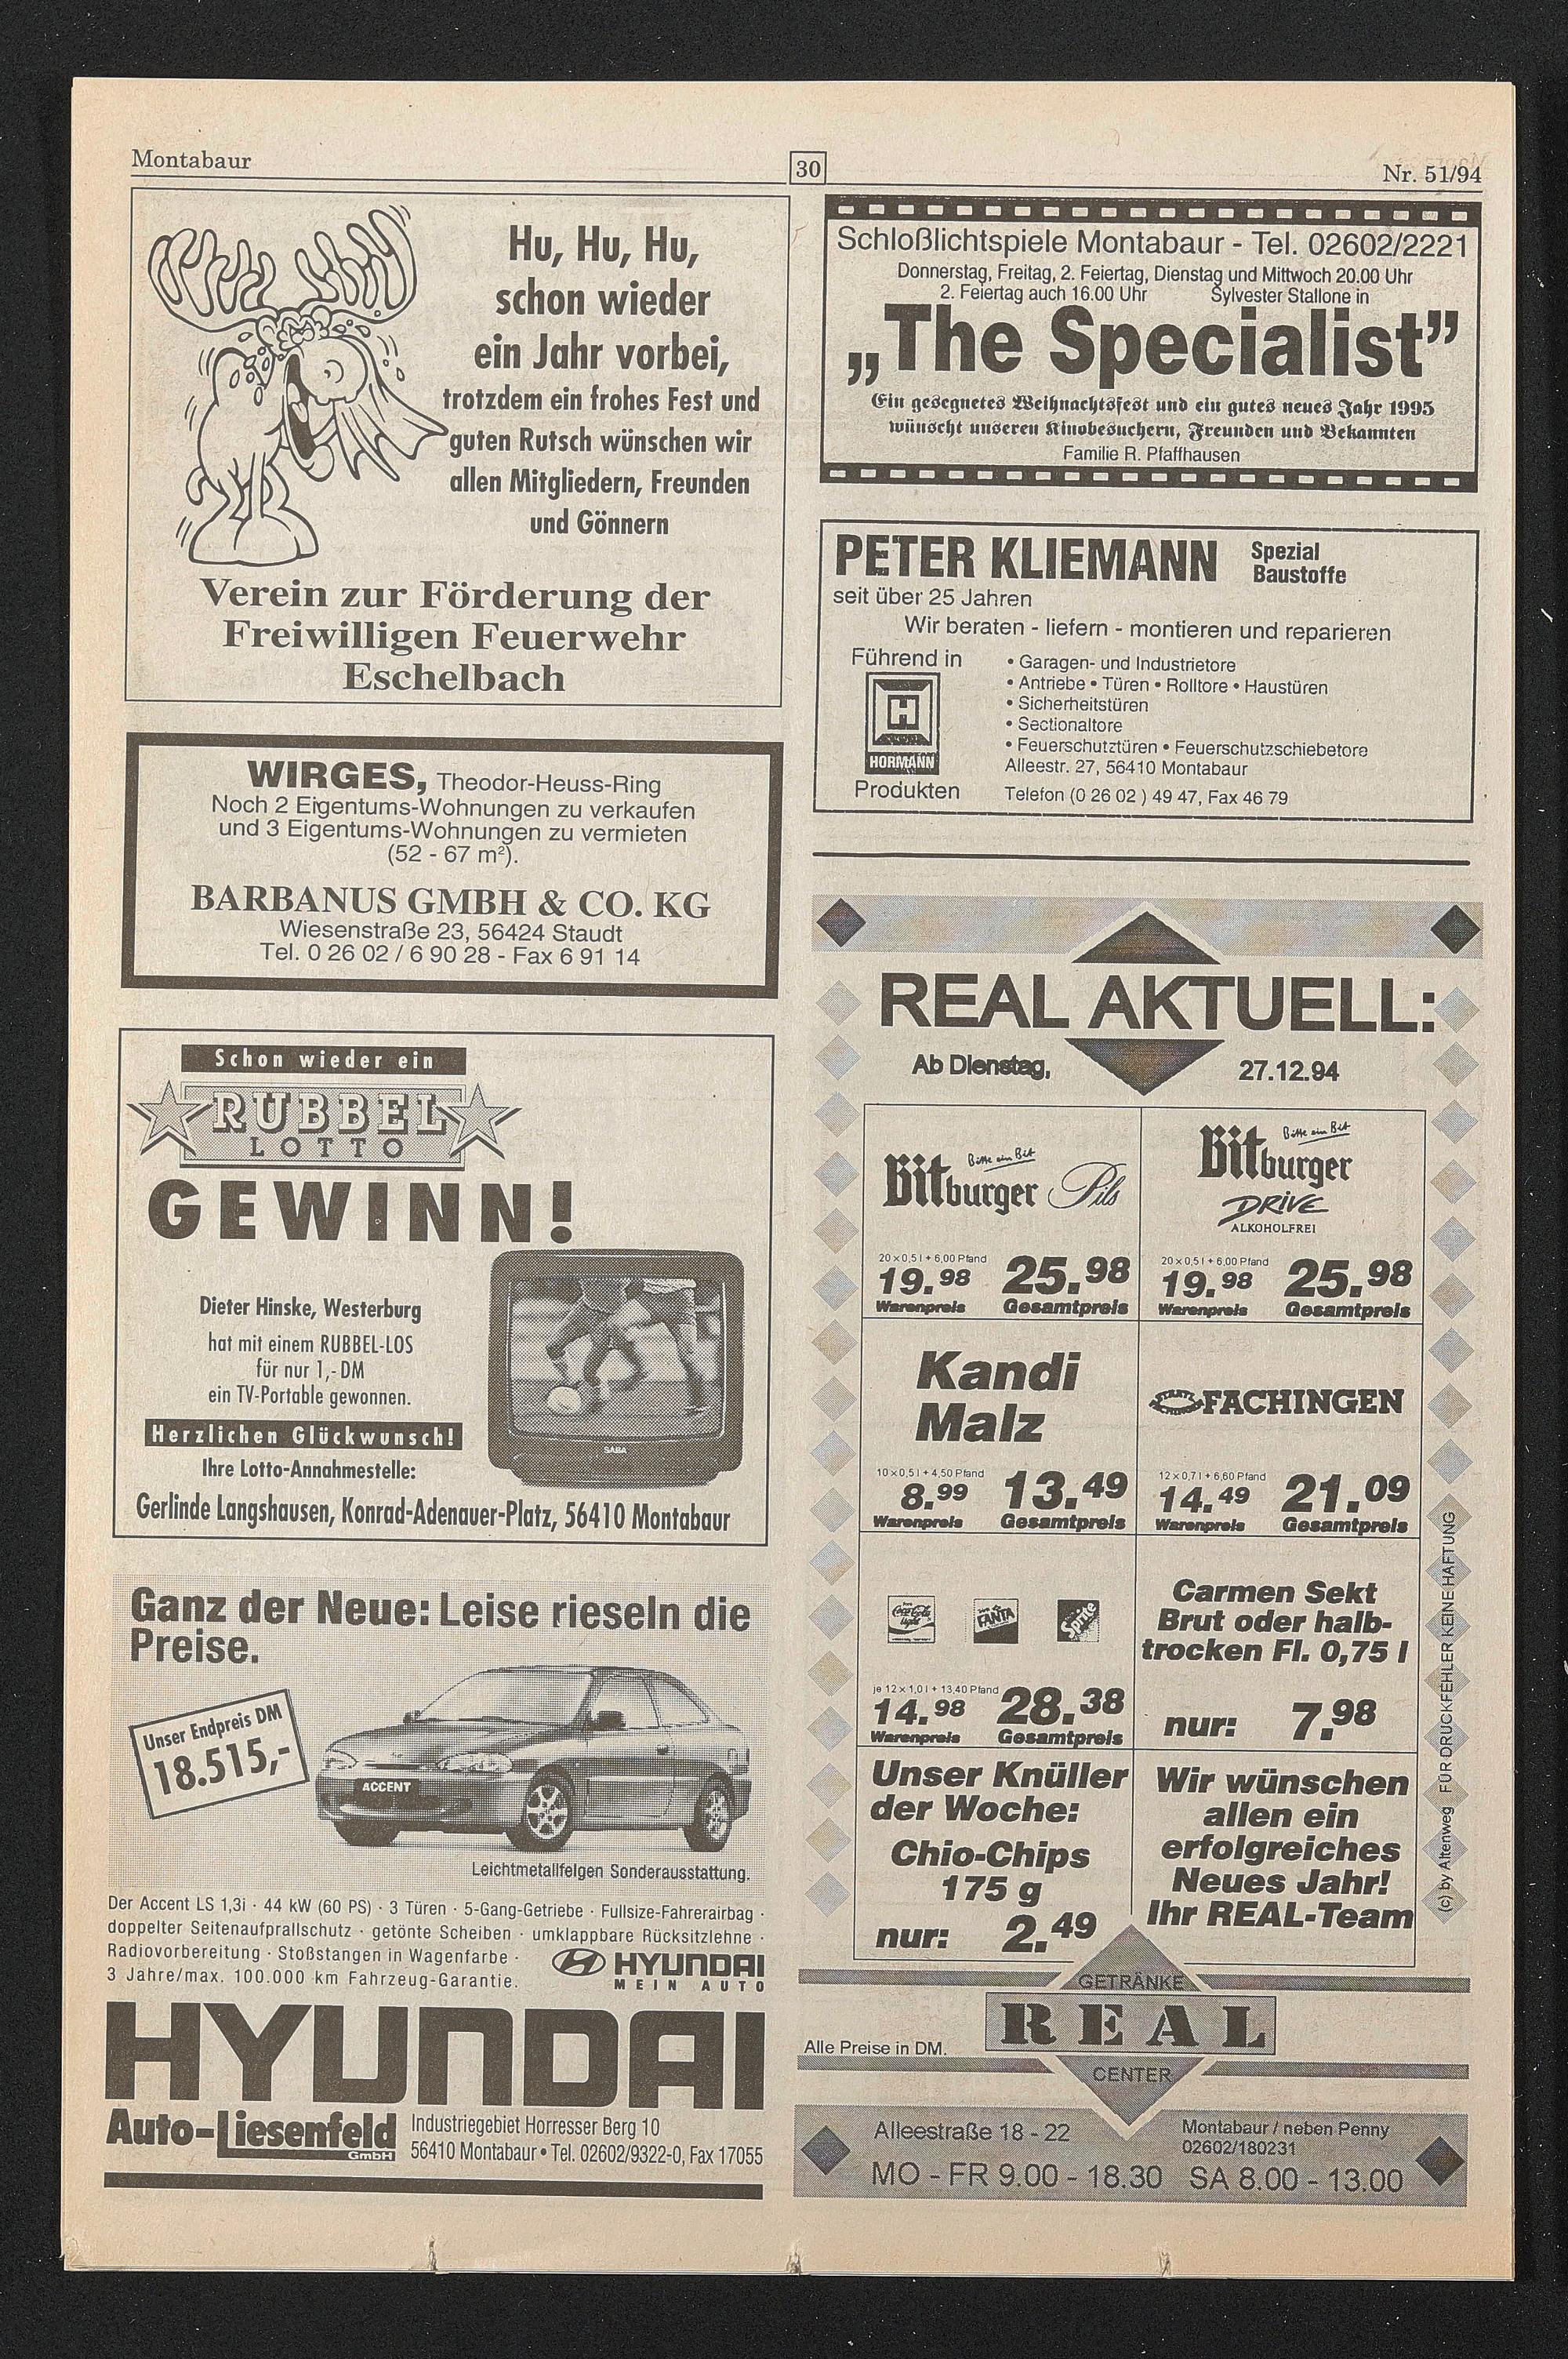 Montabaur
30
Nr. 51/94
Hu, Hu, Hu,
schon wieder
ein Jahr vorbei,
trotzdem ein frohes Fest und
guten Rutsch wünschen wir
allen Mitgliedern, Freunden
und Gönnern
Verein zur Förderung der
Freiwilligen Feuerwehr
Eschelbach
WIRGES, Theodor-Heuss-Ring
Noch 2 Eigentums-Wohnungen zu verkaufen
und 3 Eigentums-Wohnungen zu vermieten
(52 - 67 m²).
BARBANUS GMBH & CO. KG
Wiesenstraße 23, 56424 Staudt
Tel. 0 26 02 / 6 90 28 - Fax 6 91 14
Schon wieder ein
RUBBEL
LOTTO
GEWINN!
Dieter Hinske, Westerburg
hat mit einem RUBBEL-LOS
für nur 1,- DM
ein TV-Portable gewonnen.
SABA
Herzlichen Glückwunsch!
Ihre Lotto-Annahmestelle:
Gerlinde Langshausen, Konrad-Adenauer-Platz, 56410 Montabaur
Ganz der Neue: Leise rieseln die
Preise.
Unser Endpreis DM
18.515,-
ACCENT
Leichtmetallfelgen Sonderausstattung.
Der Accent LS 1,3i · 44 kW (60 PS) · 3 Türen · 5-Gang-Getriebe · Fullsize-Fahrerairbag ·
doppelter Seitenaufprallschutz · getönte Scheiben · umklappbare Rücksitzlehne ·
Radiovorbereitung · Stoßstangen in Wagenfarbe ·
3 Jahre/max. 100.000 km Fahrzeug-Garantie.
HYUNDAI
MEIN AUTO
HYUNDAI
Auto-Liesenfeld
GmbH
Industriegebiet Horresser Berg 10
56410 Montabaur • Tel. 02602/9322-0, Fax 17055
Schloßlichtspiele Montabaur - Tel. 02602/2221
Donnerstag, Freitag, 2. Feiertag, Dienstag und Mittwoch 20.00 Uhr
2. Feiertag auch 16.00 Uhr Sylvester Stallone in
„The Specialist”
Ein gesegnetes Weihnachtsfest und ein gutes neues Jahr 1995
wünscht unseren Kinobesuchern, Freunden und Bekannten
Familie R. Pfaffhausen
PETER KLIEMANN Spezial
Baustoffe
seit über 25 Jahren
Wir beraten - liefern - montieren und reparieren
Führend in
HÖRMANN
Produkten
• Garagen- und Industrietore
• Antriebe • Türen • Rolltore • Haustüren
• Sicherheitstüren
• Sectionaltore
• Feuerschutztüren • Feuerschutzschiebetore
Alleestr. 27, 56410 Montabaur
Telefon (0 26 02 ) 49 47, Fax 46 79
REAL AKTUELL:
Ab Dienstag, 27.12.94
Bitte ein Bit
Bitburger Pils
20 x 0,5 l + 6,00 Pfand
19.98 25.98
Warenpreis Gesamtpreis
Bitte ein Bit
Bitburger
DRIVE
ALKOHOLFREI
20 x 0,5 l + 6,00 Pfand
19.98 25.98
Warenpreis Gesamtpreis
Kandi
Malz
10 x 0,5 l + 4,50 Pfand
8.99 13.49
Warenpreis Gesamtpreis
STAATL. FACHINGEN
12 x 0,7 l + 6,60 Pfand
14.49 21.09
Warenpreis Gesamtpreis
Coca-Cola light
FANTA
Sprite
je 12 x 1,0 l + 13,40 Pfand
14.98 28.38
Warenpreis Gesamtpreis
Carmen Sekt
Brut oder halb-
trocken Fl. 0,75 l
nur: 7.98
Unser Knüller
der Woche:
Chio-Chips
175 g
nur: 2.49
Wir wünschen
allen ein
erfolgreiches
Neues Jahr!
Ihr REAL-Team
(c) by Altenweg FÜR DRUCKFEHLER KEINE HAFTUNG
GETRÄNKE
REAL
CENTER
Alle Preise in DM.
Alleestraße 18 - 22
Montabaur / neben Penny
02602/180231
MO - FR 9.00 - 18.30 SA 8.00 - 13.00